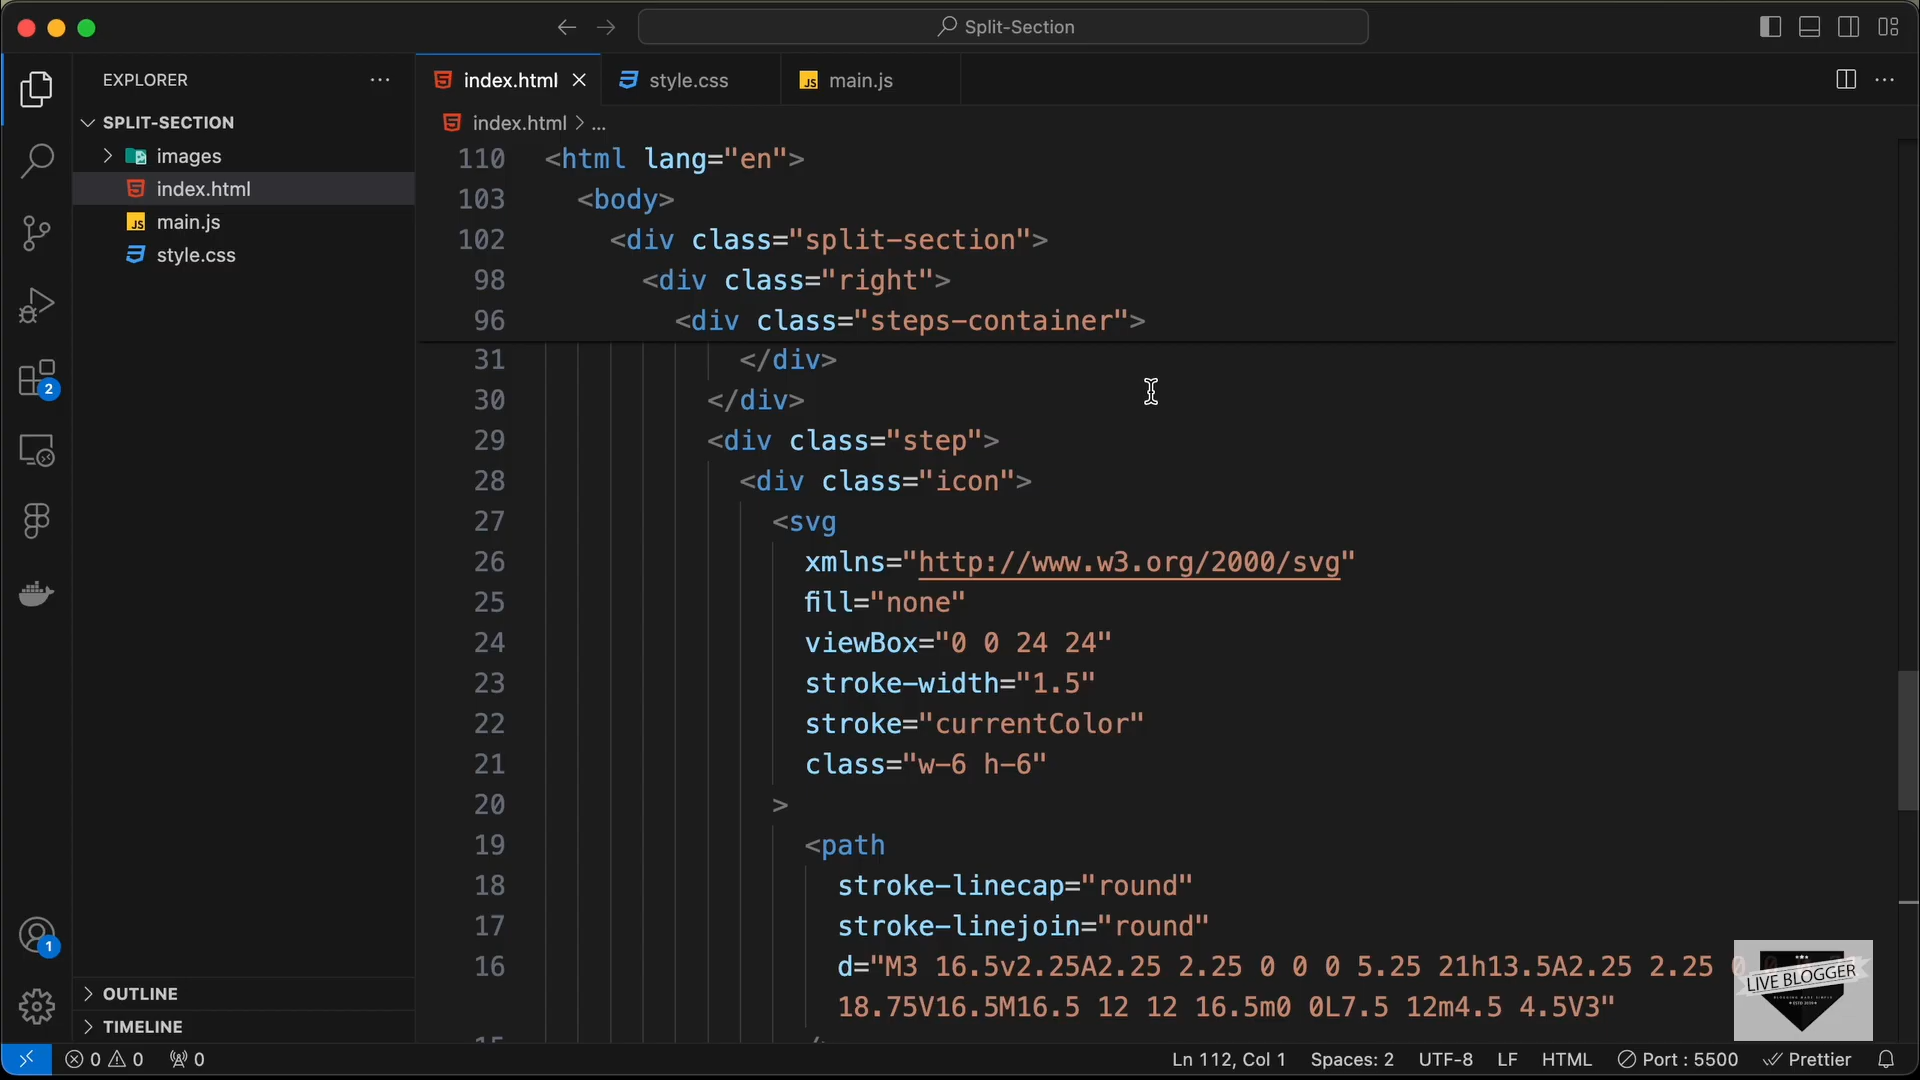 Split-Section
EXPLORER
index.html
style.css
main.js
SPLIT-SECTION
index.html > ...
images
index.html
main.js
style.css
110 <html lang="en">
103 <body>
102 <div class="split-section">
98 <div class="right">
96 <div class="steps-container">
31 </div>
30 </div>
29 <div class="step">
28 <div class="icon">
27 <svg
26 xmlns="http://www.w3.org/2000/svg"
25 fill="none"
24 viewBox="0 0 24 24"
23 stroke-width="1.5"
22 stroke="currentColor"
21 class="w-6 h-6"
20 >
19 <path
18 stroke-linecap="round"
17 stroke-linejoin="round"
16 d="M3 16.5v2.25A2.25 2.25 0 0 0 5.25 21h13.5A2.25 2.25 0
18.75V16.5M16.5 12 12 16.5m0 0L7.5 12m4.5 4.5V3"
2
1
OUTLINE
TIMELINE
LIVE BLOGGER
0 0 0
Ln 112, Col 1 Spaces: 2 UTF-8 LF HTML Port : 5500 Prettier